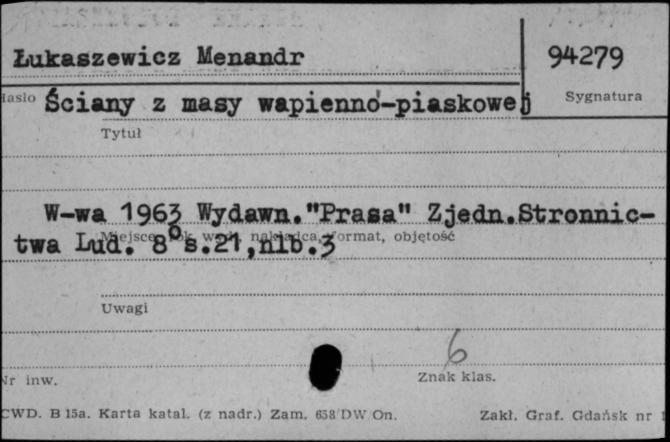 Łukaszewicz Menandr 94279
Hasło Ściany z masy wapienno-piaskowej Sygnatura
Tytuł
W-wa 1963 Wydawn."Prasa" Zjedn.Stronnic-
twa Lud. 8° s.21,nlb.3
Miejsce, rok wyd., nakładca, format, objętość
Uwagi
6
Nr inw. Znak klas.
CWD. B 15a. Karta katal. (z nadr.) Zam. 658/DW/On. Zakł. Graf. Gdańsk nr 1